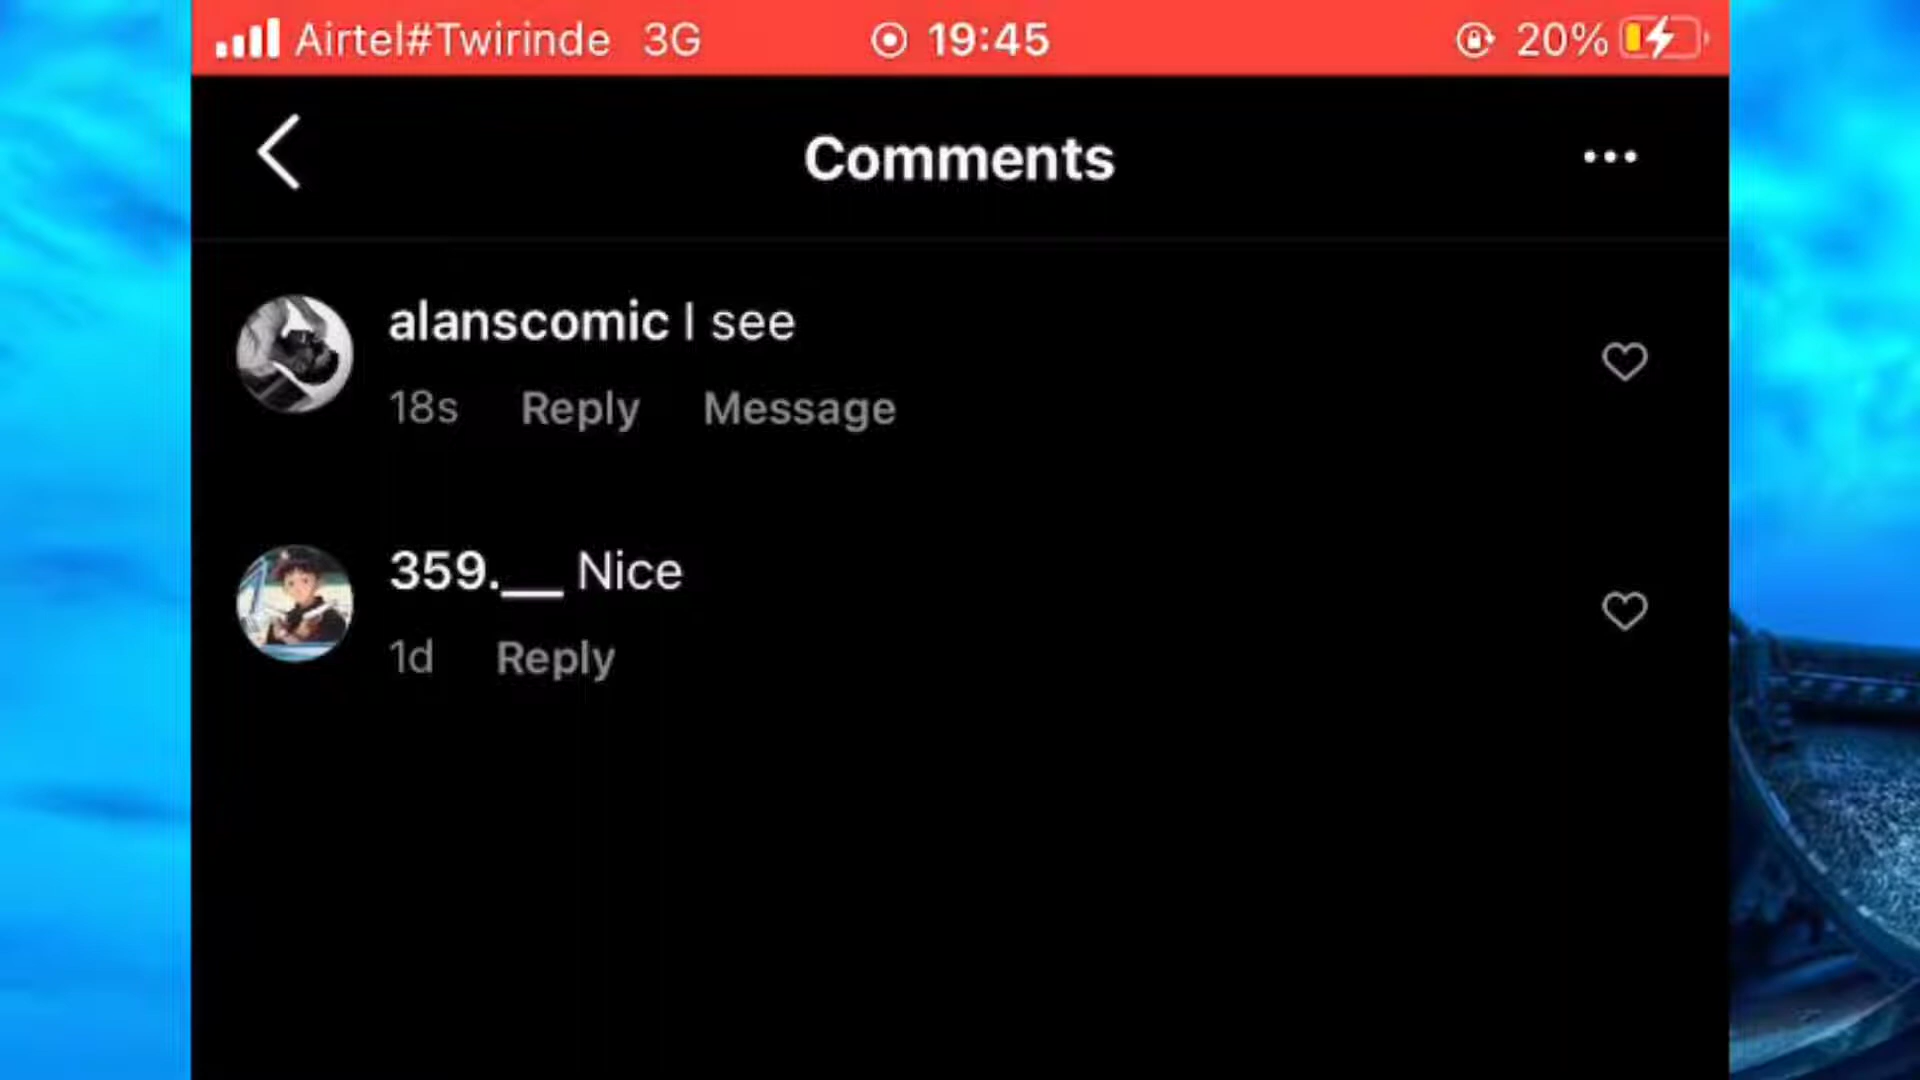 Airtel#Twirinde 3G 19:45 20%
Comments
alanscomic I see
18s Reply Message
359.__ Nice
1d Reply